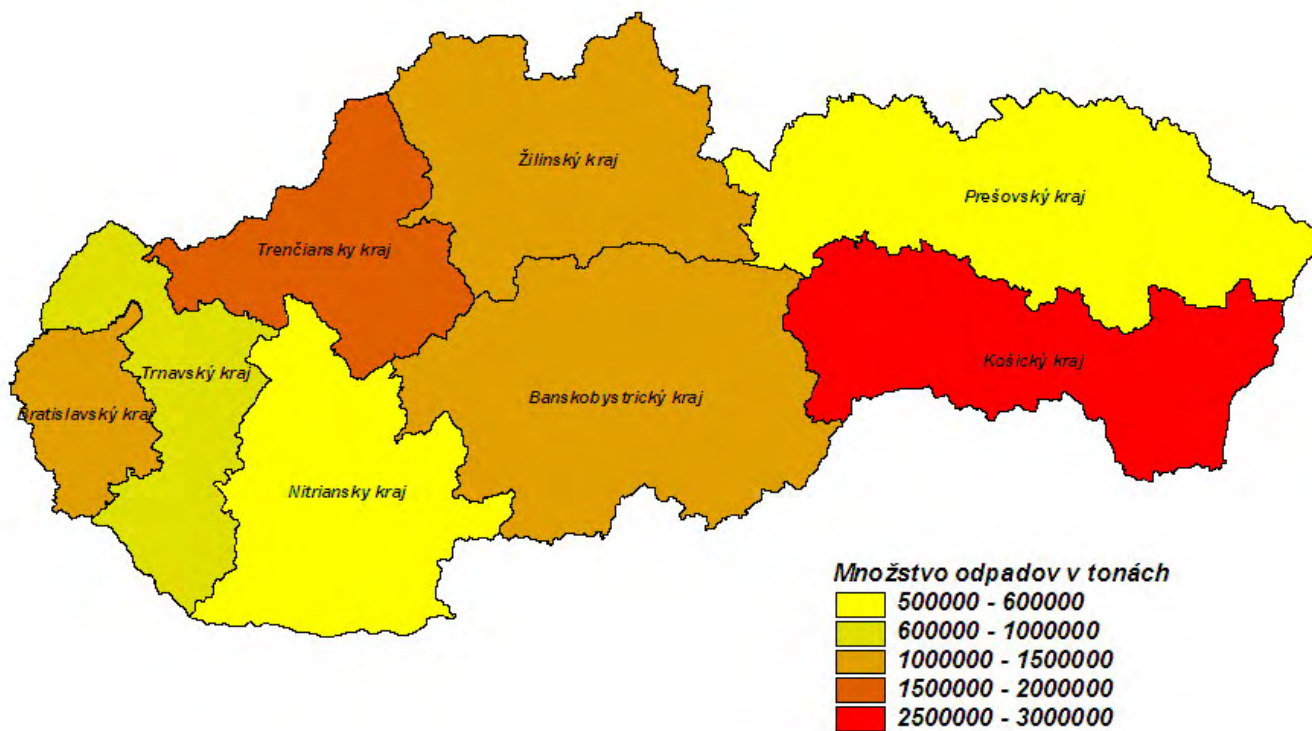 Žilinský kraj
Prešovský kraj
Trenčiansky kraj
Košický kraj
Trnavský kraj
Banskobystrický kraj
Bratislavský kraj
Nitriansky kraj
Množstvo odpadov v tonách
500000 - 600000
600000 - 1000000
1000000 - 1500000
1500000 - 2000000
2500000 - 3000000